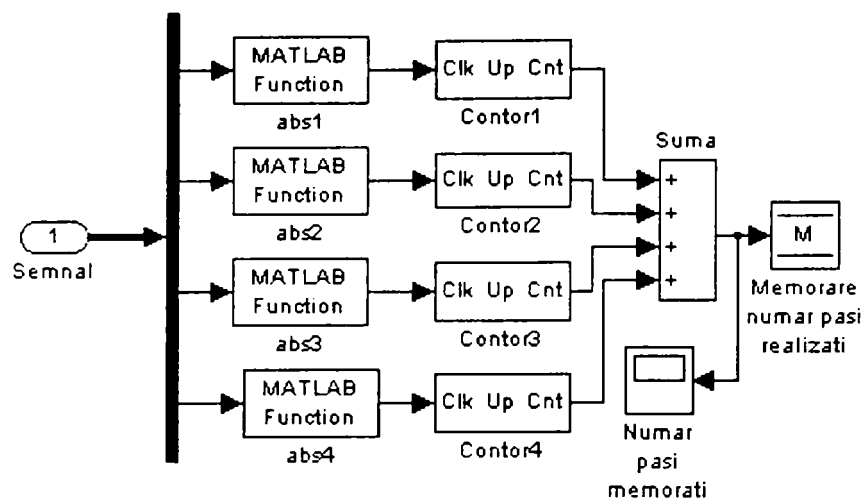 MATLAB
Function
abs1
Clk Up Cnt
Contor1
MATLAB
Function
abs2
Clk Up Cnt
Contor2
MATLAB
Function
abs3
Clk Up Cnt
Contor3
MATLAB
Function
abs4
Clk Up Cnt
Contor4
1
Semnal
Suma
+
+
+
+
M
Memorare
numar pasi
realizati
Numar
pasi
memorati